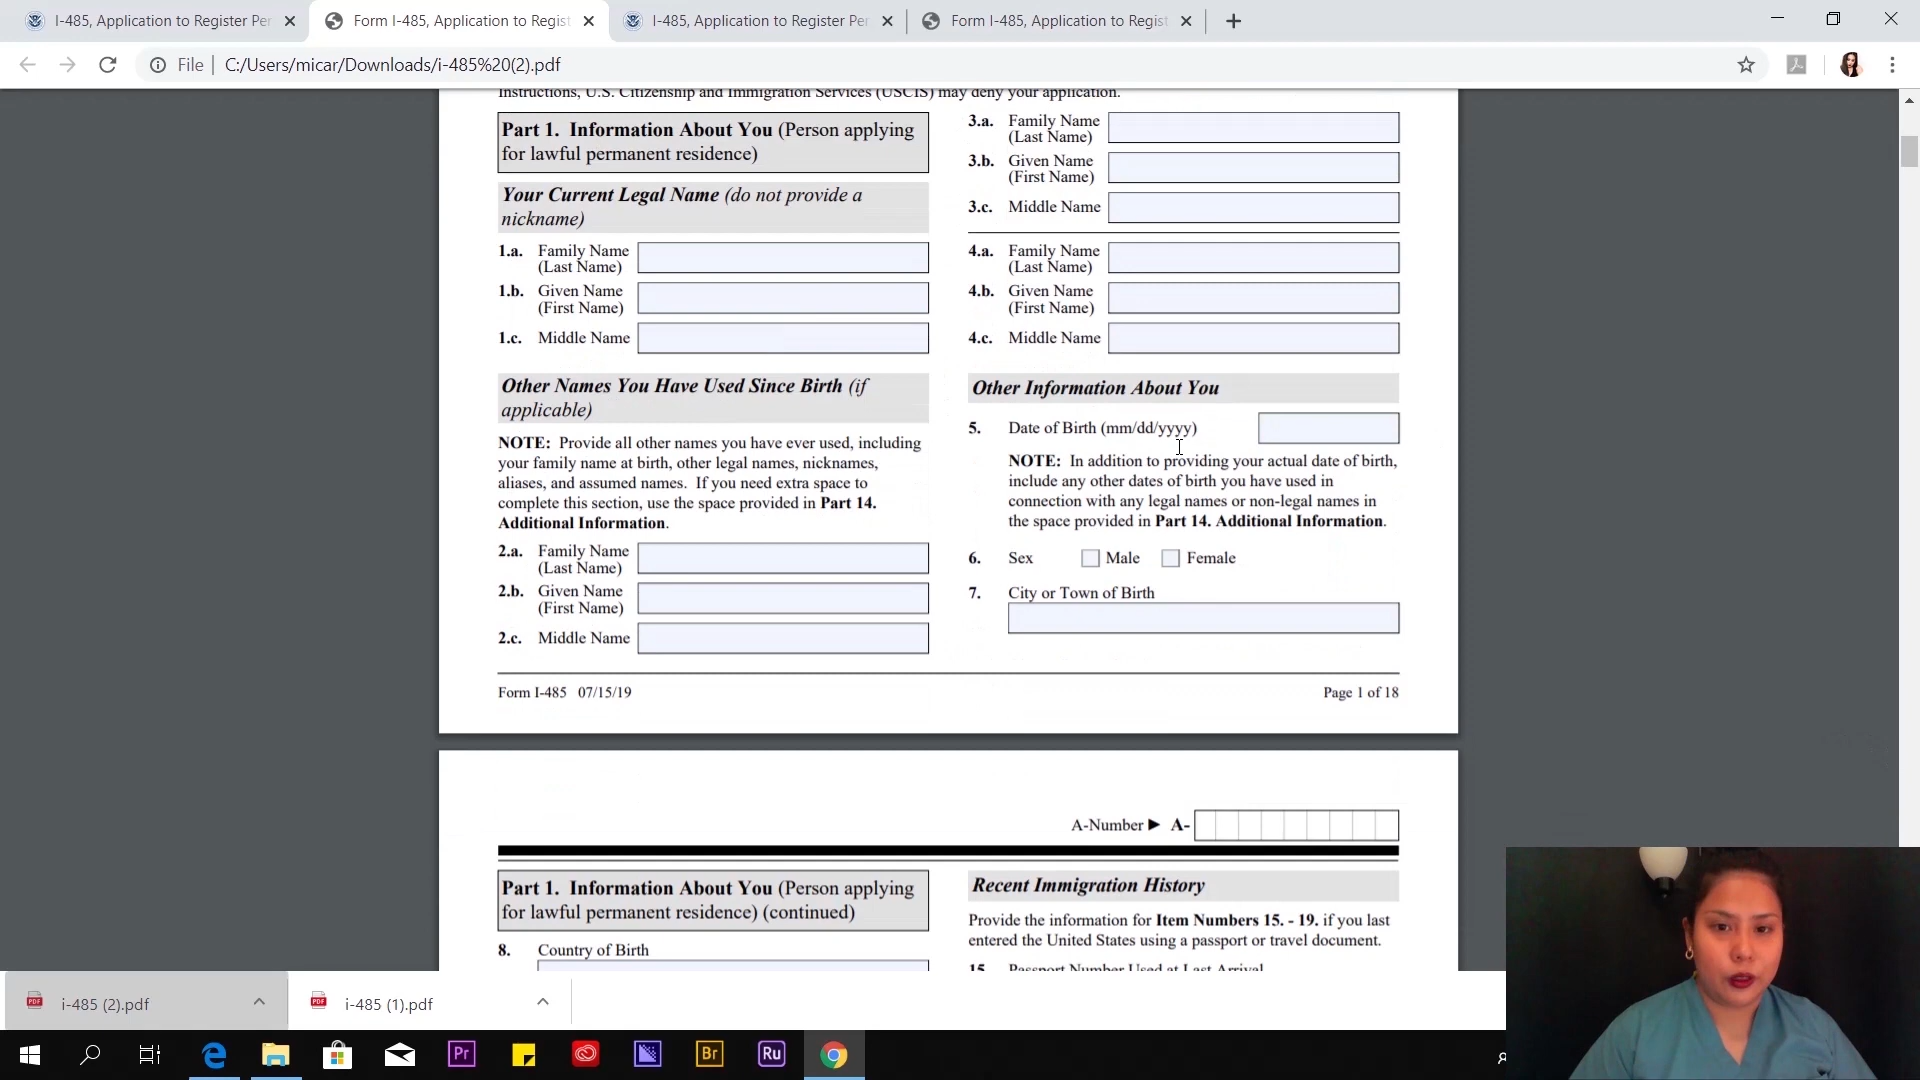 I-485, Application to Register Per
Form I-485, Application to Regist
I-485, Application to Register Per
Form I-485, Application to Regist
File
C:/Users/micar/Downloads/i-485%20(2).pdf
Instructions, U.S. Citizenship and Immigration Services (USCIS) may deny your application.
Part 1. Information About You (Person applying
for lawful permanent residence)
Your Current Legal Name (do not provide a
nickname)
1.a. Family Name
(Last Name)
1.b. Given Name
(First Name)
1.c. Middle Name
Other Names You Have Used Since Birth (if
applicable)
NOTE: Provide all other names you have ever used, including
your family name at birth, other legal names, nicknames,
aliases, and assumed names. If you need extra space to
complete this section, use the space provided in Part 14.
Additional Information.
2.a. Family Name
(Last Name)
2.b. Given Name
(First Name)
2.c. Middle Name
3.a. Family Name
(Last Name)
3.b. Given Name
(First Name)
3.c. Middle Name
4.a. Family Name
(Last Name)
4.b. Given Name
(First Name)
4.c. Middle Name
Other Information About You
5. Date of Birth (mm/dd/yyyy)
NOTE: In addition to providing your actual date of birth,
include any other dates of birth you have used in
connection with any legal names or non-legal names in
the space provided in Part 14. Additional Information.
6. Sex Male Female
7. City or Town of Birth
Form I-485 07/15/19
Page 1 of 18
A-Number ► A-
Part 1. Information About You (Person applying
for lawful permanent residence) (continued)
8. Country of Birth
Recent Immigration History
Provide the information for Item Numbers 15. - 19. if you last
entered the United States using a passport or travel document.
15. Passport Number Used at Last Arrival
i-485 (2).pdf
i-485 (1).pdf
Pr
Br
Ru